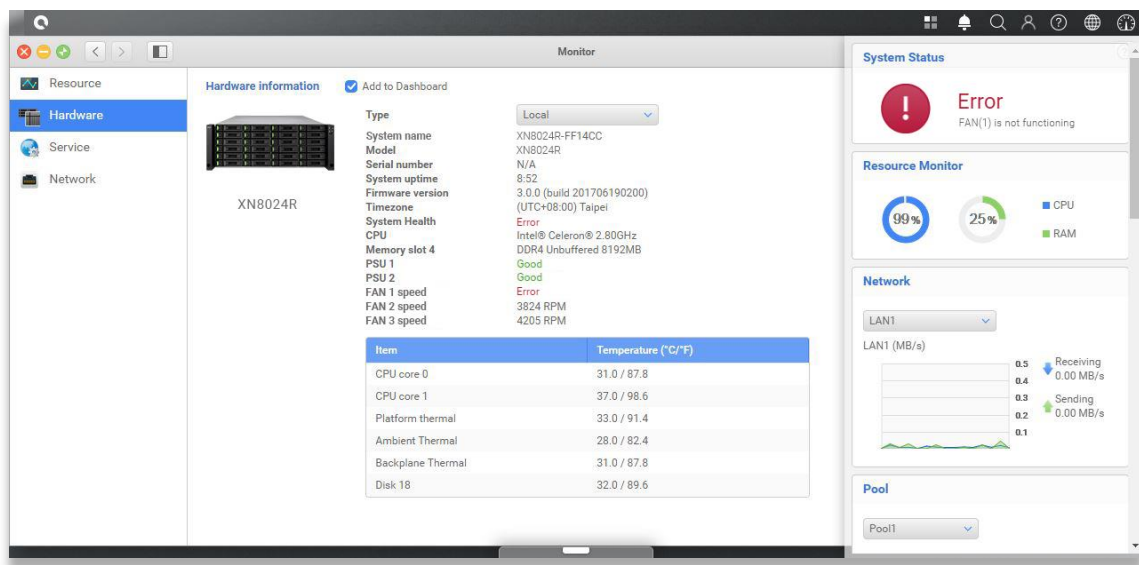 Monitor
Resource
Hardware
Service
Network
Hardware information
Add to Dashboard
XN8024R
Type Local
System name XN8024R-FF14CC
Model XN8024R
Serial number N/A
System uptime 8:52
Firmware version 3.0.0 (build 201706190200)
Timezone (UTC+08:00) Taipei
System Health Error
CPU Intel® Celeron® 2.80GHz
Memory slot 4 DDR4 Unbuffered 8192MB
PSU 1 Good
PSU 2 Good
FAN 1 speed Error
FAN 2 speed 3824 RPM
FAN 3 speed 4205 RPM
Item Temperature (°C/°F)
CPU core 0 31.0 / 87.8
CPU core 1 37.0 / 98.6
Platform thermal 33.0 / 91.4
Ambient Thermal 28.0 / 82.4
Backplane Thermal 31.0 / 87.8
Disk 18 32.0 / 89.6
System Status
Error
FAN(1) is not functioning
Resource Monitor
99%
25%
CPU
RAM
Network
LAN1
LAN1 (MB/s)
0.5
0.4
0.3
0.2
0.1
Receiving
0.00 MB/s
Sending
0.00 MB/s
Pool
Pool1